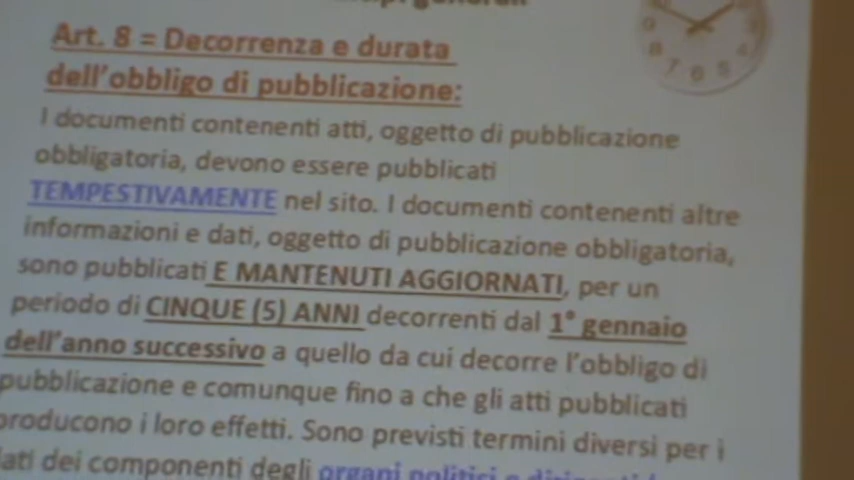 Art. 8 = Decorrenza e durata
dell'obbligo di pubblicazione:
I documenti contenenti atti, oggetto di pubblicazione
obbligatoria, devono essere pubblicati
TEMPESTIVAMENTE nel sito. I documenti contenenti altre
informazioni e dati, oggetto di pubblicazione obbligatoria,
sono pubblicati E MANTENUTI AGGIORNATI, per un
periodo di CINQUE (5) ANNI decorrenti dal 1° gennaio
dell'anno successivo a quello da cui decorre l'obbligo di
pubblicazione e comunque fino a che gli atti pubblicati
producono i loro effetti. Sono previsti termini diversi per i
dati dei componenti degli organi politici e